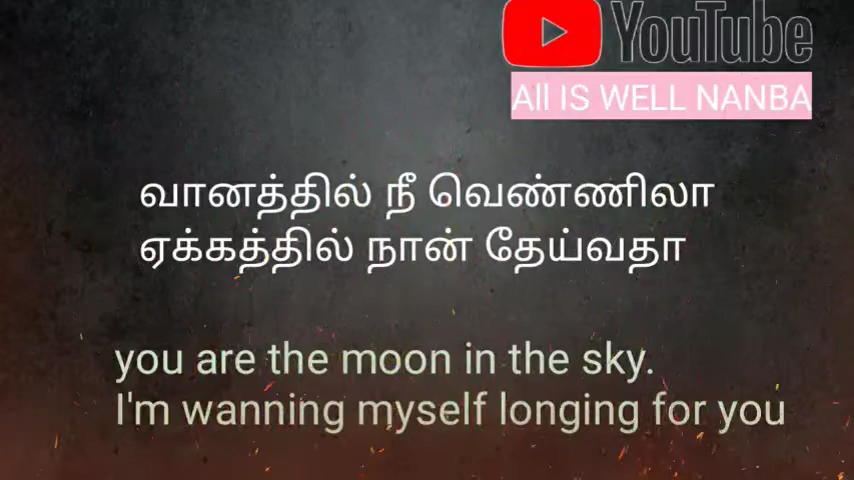 YouTube
All IS WELL NANBA
வானத்தில் நீ வெண்ணிலா
ஏக்கத்தில் நான் தேய்வதா
you are the moon in the sky.
I'm wanning myself longing for you